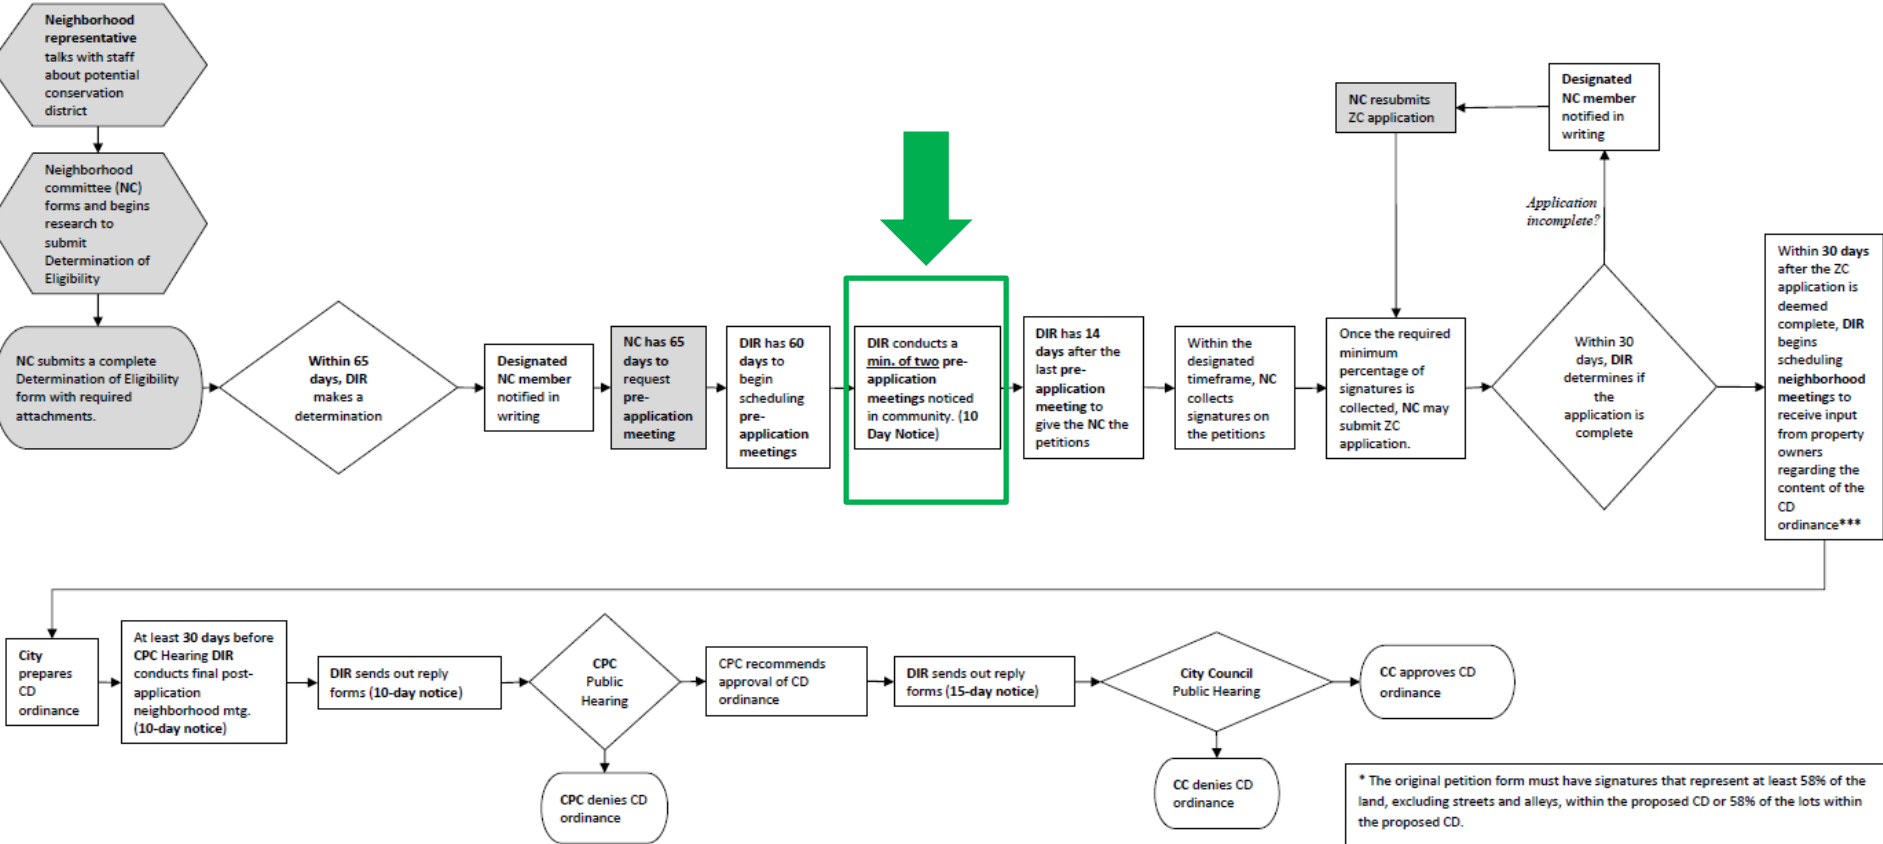 Neighborhood
representative
talks with staff
about potential
conservation
district
Neighborhood
committee (NC)
forms and begins
research to
submit
Determination of
Eligibility
NC submits a complete
Determination of Eligibility
form with required
attachments.
Within 65
days, DIR
makes a
determination
Designated
NC member
notified in
writing
NC has 65
days to
request
pre-
application
meeting
DIR has 60
days to
begin
scheduling
pre-
application
meetings
DIR conducts a
min. of two pre-
application
meetings noticed
in community. (10
Day Notice)
DIR has 14
days after the
last pre-
application
meeting to
give the NC the
petitions
Within the
designated
timeframe, NC
collects
signatures on
the petitions
Once the required
minimum
percentage of
signatures is
collected, NC may
submit ZC
application.
Within 30
days, DIR
determines if
the
application is
complete
Application
incomplete?
Designated
NC member
notified in
writing
NC resubmits
ZC application
Within 30 days
after the ZC
application is
deemed
complete, DIR
begins
scheduling
neighborhood
meetings to
receive input
from property
owners
regarding the
content of the
CD
ordinance***
City
prepares
CD
ordinance
At least 30 days before
CPC Hearing DIR
conducts final post-
application
neighborhood mtg.
(10-day notice)
DIR sends out reply
forms (10-day notice)
CPC
Public
Hearing
CPC denies CD
ordinance
CPC recommends
approval of CD
ordinance
DIR sends out reply
forms (15-day notice)
City Council
Public Hearing
CC approves CD
ordinance
CC denies CD
ordinance
* The original petition form must have signatures that represent at least 58% of the
land, excluding streets and alleys, within the proposed CD or 58% of the lots within
the proposed CD.